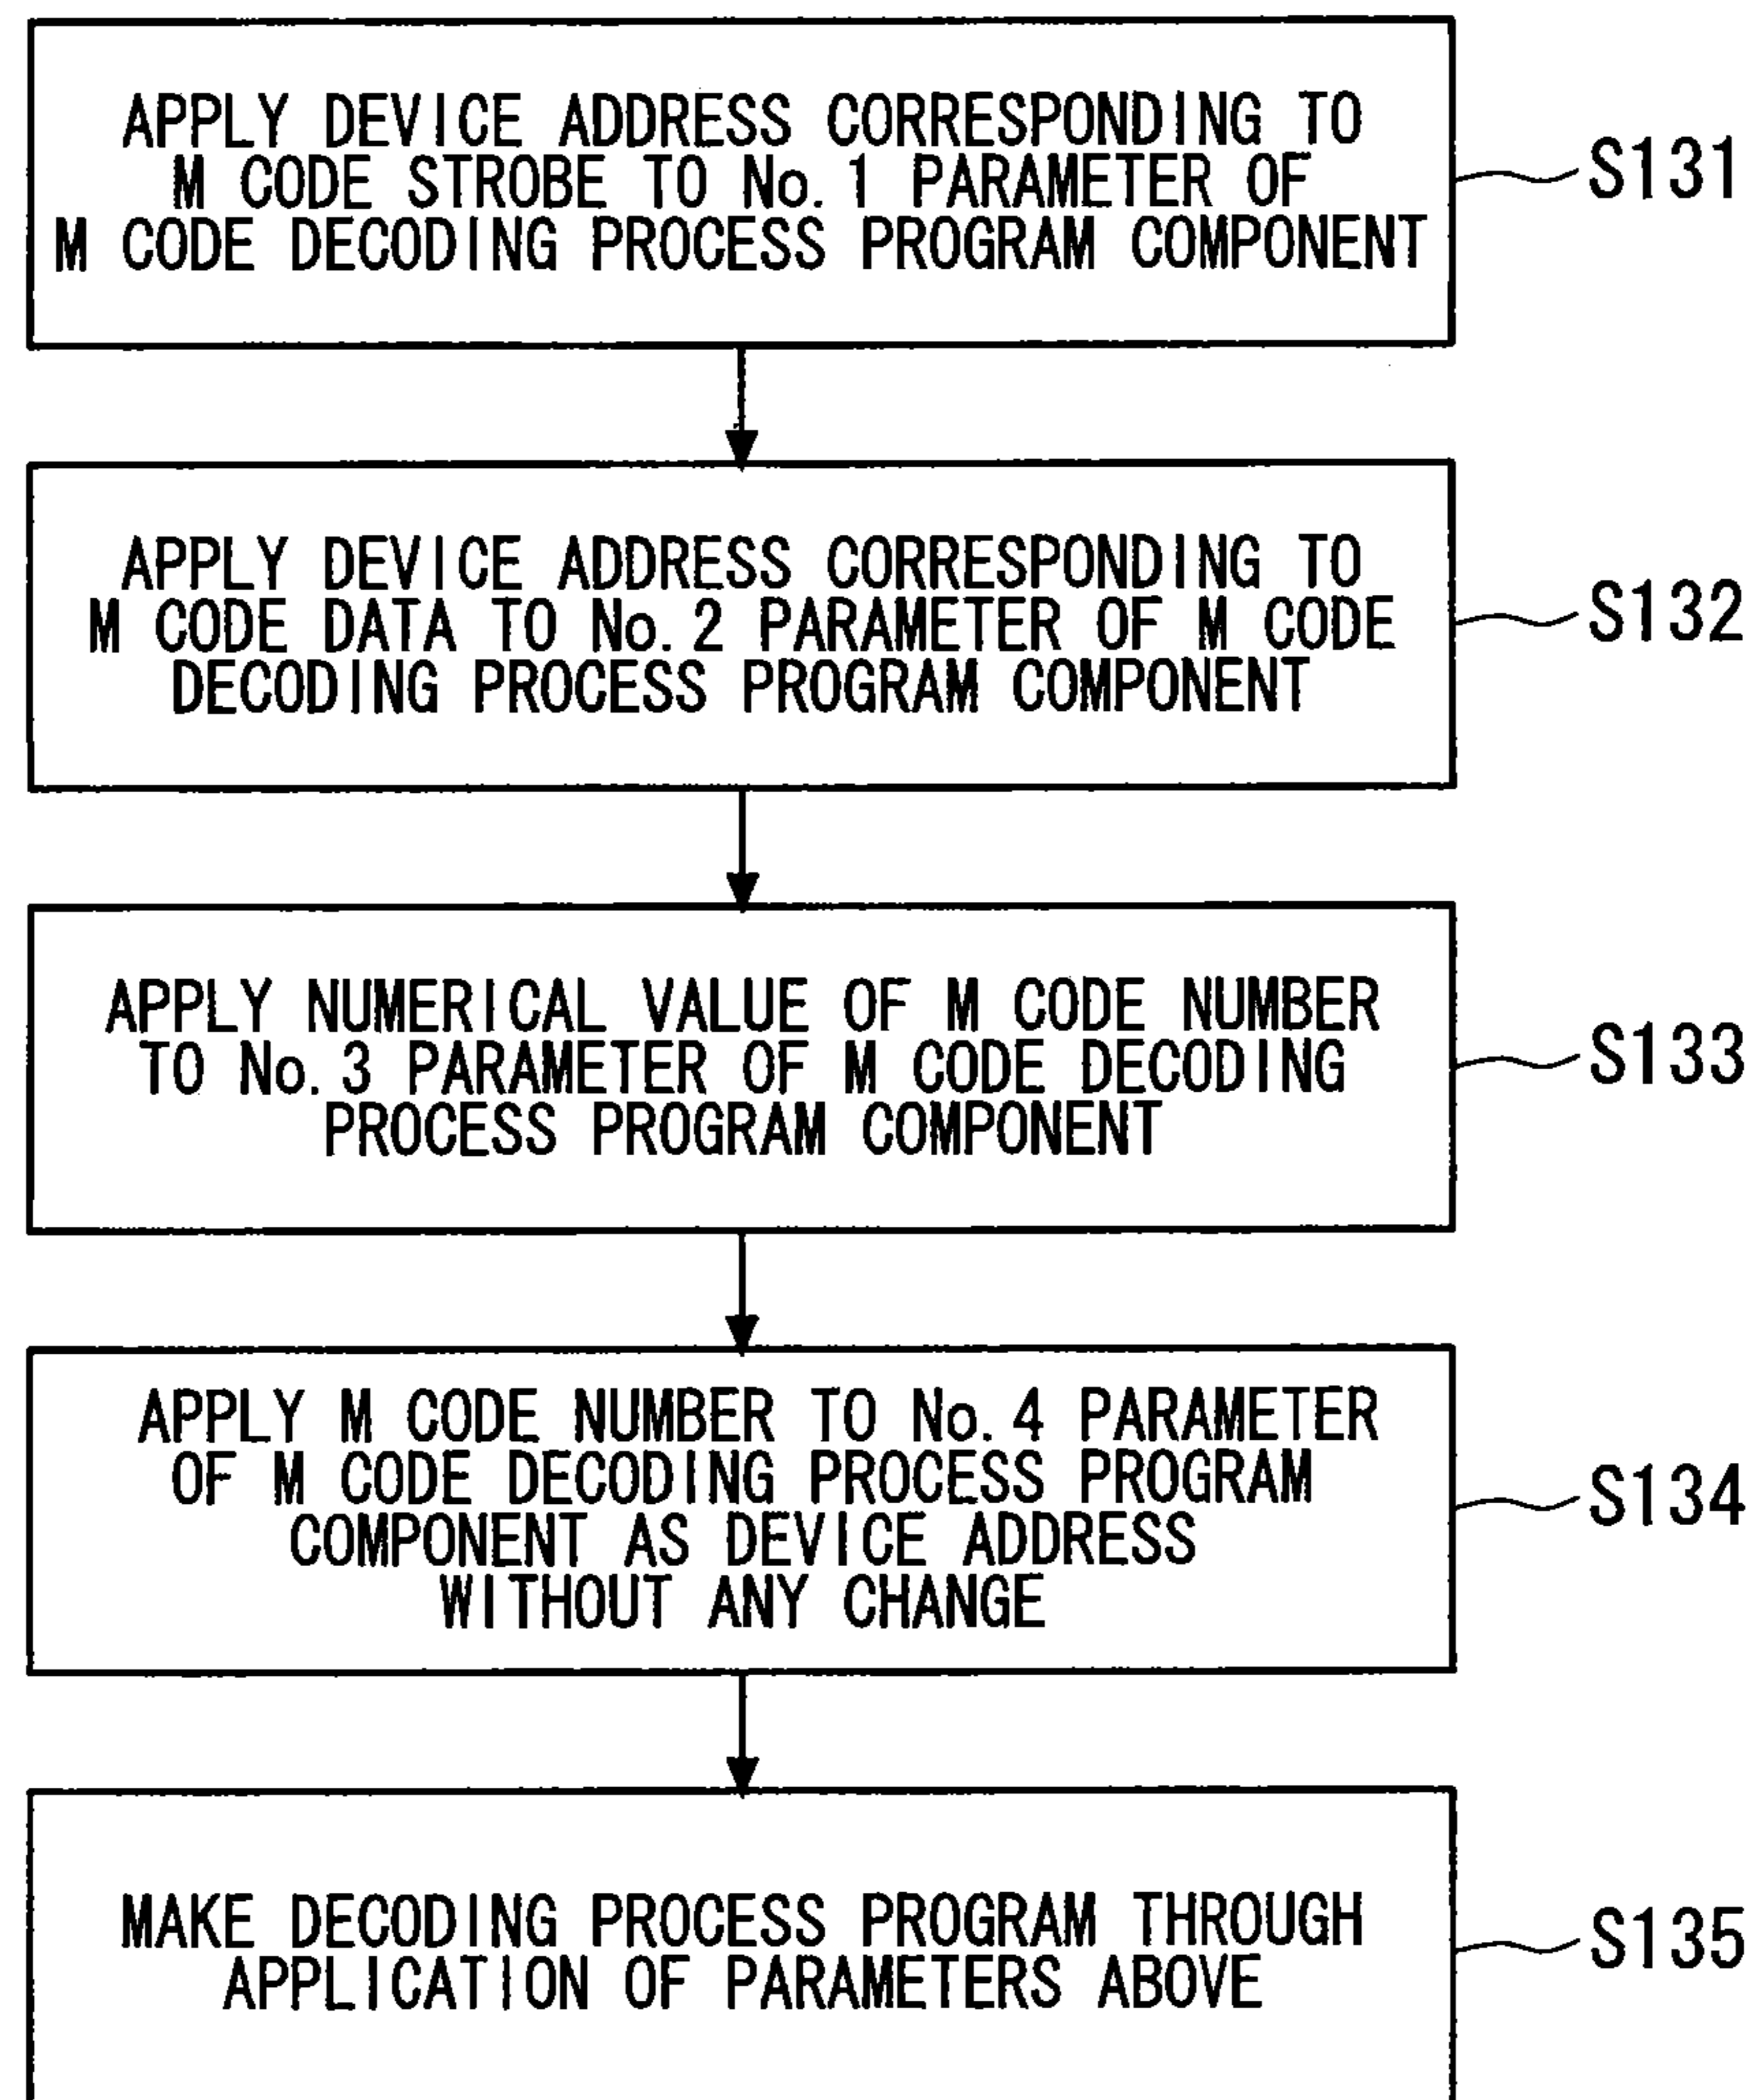 APPLY DEVICE ADDRESS CORRESPONDING TO
M CODE STROBE TO No. 1 PARAMETER OF
M CODE DECODING PROCESS PROGRAM COMPONENT
S131
APPLY DEVICE ADDRESS CORRESPONDING TO
M CODE DATA TO No. 2 PARAMETER OF M CODE
DECODING PROCESS PROGRAM COMPONENT
S132
APPLY NUMERICAL VALUE OF M CODE NUMBER
TO No. 3 PARAMETER OF M CODE DECODING
PROCESS PROGRAM COMPONENT
S133
APPLY M CODE NUMBER TO No. 4 PARAMETER
OF M CODE DECODING PROCESS PROGRAM
COMPONENT AS DEVICE ADDRESS
WITHOUT ANY CHANGE
S134
MAKE DECODING PROCESS PROGRAM THROUGH
APPLICATION OF PARAMETERS ABOVE
S135